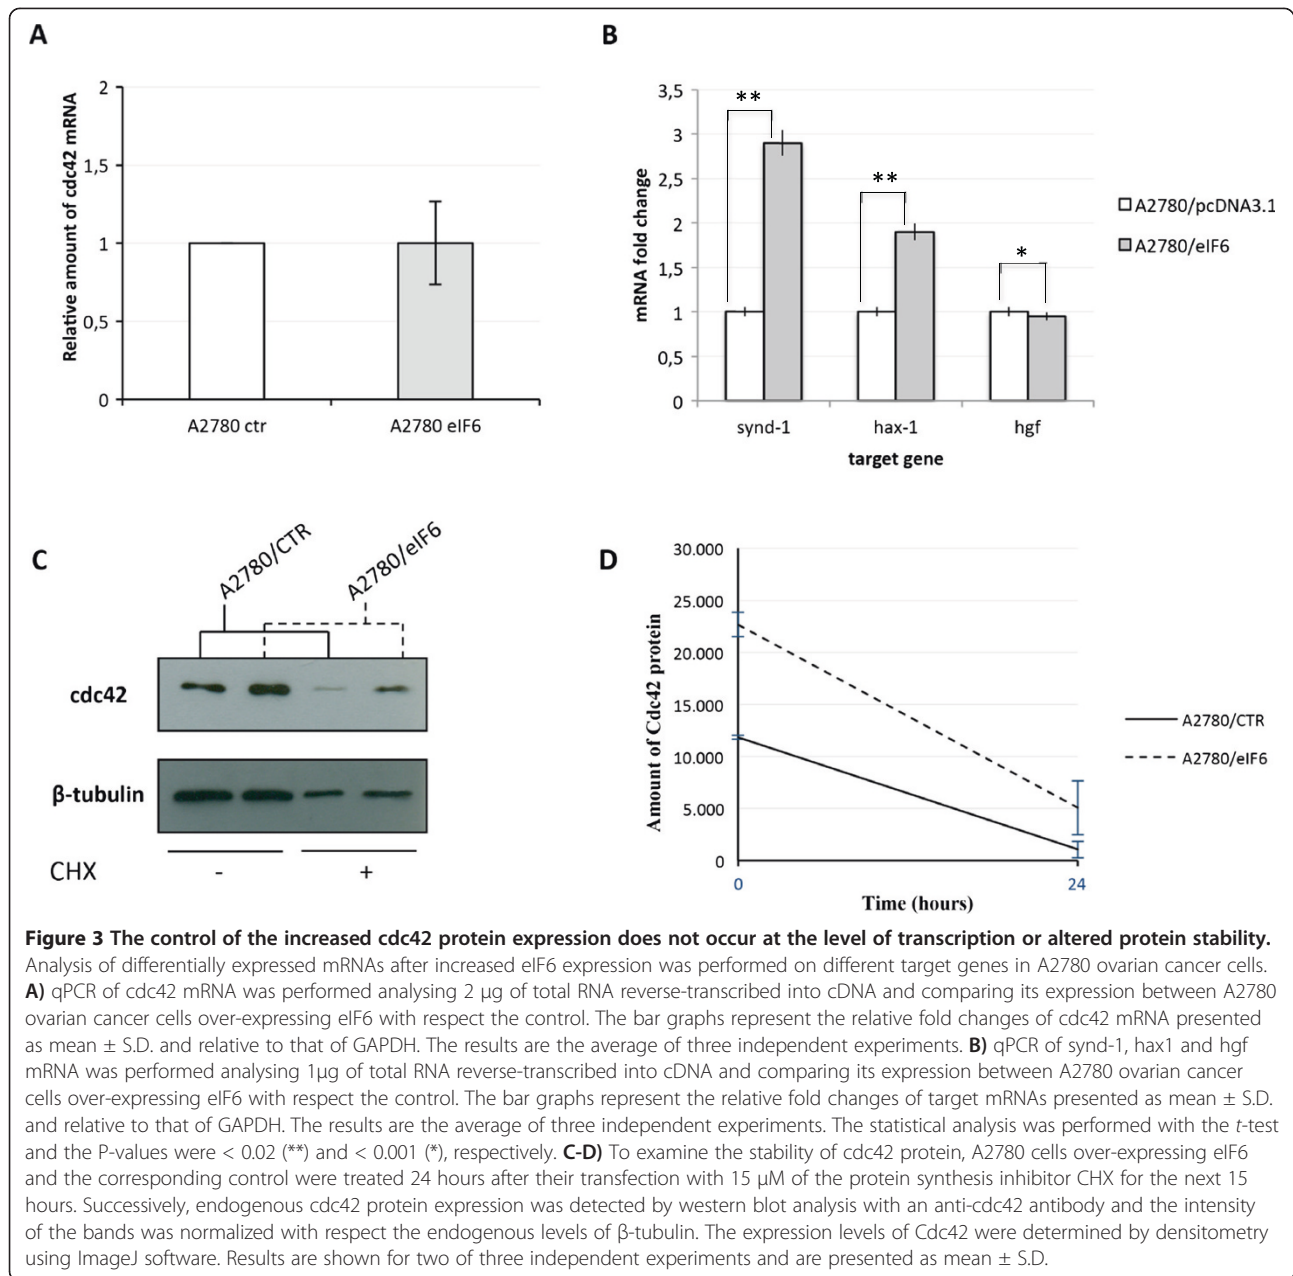 A
2
1,5
1
0,5
0
Relative amount of cdc42 mRNA
A2780 ctr
A2780 eIF6
B
3,5
3
2,5
2
1,5
1
0,5
0
mRNA fold change
**
**
*
synd-1
hax-1
hgf
target gene
A2780/pcDNA3.1
A2780/eIF6
C
A2780/CTR
A2780/eIF6
cdc42
β-tubulin
CHX
-
+
D
30.000
25.000
20.000
15.000
10.000
5.000
0
Amount of Cdc42 protein
0
24
Time (hours)
A2780/CTR
A2780/eIF6
Figure 3 The control of the increased cdc42 protein expression does not occur at the level of transcription or altered protein stability.
Analysis of differentially expressed mRNAs after increased eIF6 expression was performed on different target genes in A2780 ovarian cancer cells.
A) qPCR of cdc42 mRNA was performed analysing 2 μg of total RNA reverse-transcribed into cDNA and comparing its expression between A2780
ovarian cancer cells over-expressing eIF6 with respect the control. The bar graphs represent the relative fold changes of cdc42 mRNA presented
as mean ± S.D. and relative to that of GAPDH. The results are the average of three independent experiments. B) qPCR of synd-1, hax1 and hgf
mRNA was performed analysing 1μg of total RNA reverse-transcribed into cDNA and comparing its expression between A2780 ovarian cancer
cells over-expressing eIF6 with respect the control. The bar graphs represent the relative fold changes of target mRNAs presented as mean ± S.D.
and relative to that of GAPDH. The results are the average of three independent experiments. The statistical analysis was performed with the t-test
and the P-values were < 0.02 (**) and < 0.001 (*), respectively. C-D) To examine the stability of cdc42 protein, A2780 cells over-expressing eIF6
and the corresponding control were treated 24 hours after their transfection with 15 μM of the protein synthesis inhibitor CHX for the next 15
hours. Successively, endogenous cdc42 protein expression was detected by western blot analysis with an anti-cdc42 antibody and the intensity
of the bands was normalized with respect the endogenous levels of β-tubulin. The expression levels of Cdc42 were determined by densitometry
using ImageJ software. Results are shown for two of three independent experiments and are presented as mean ± S.D.